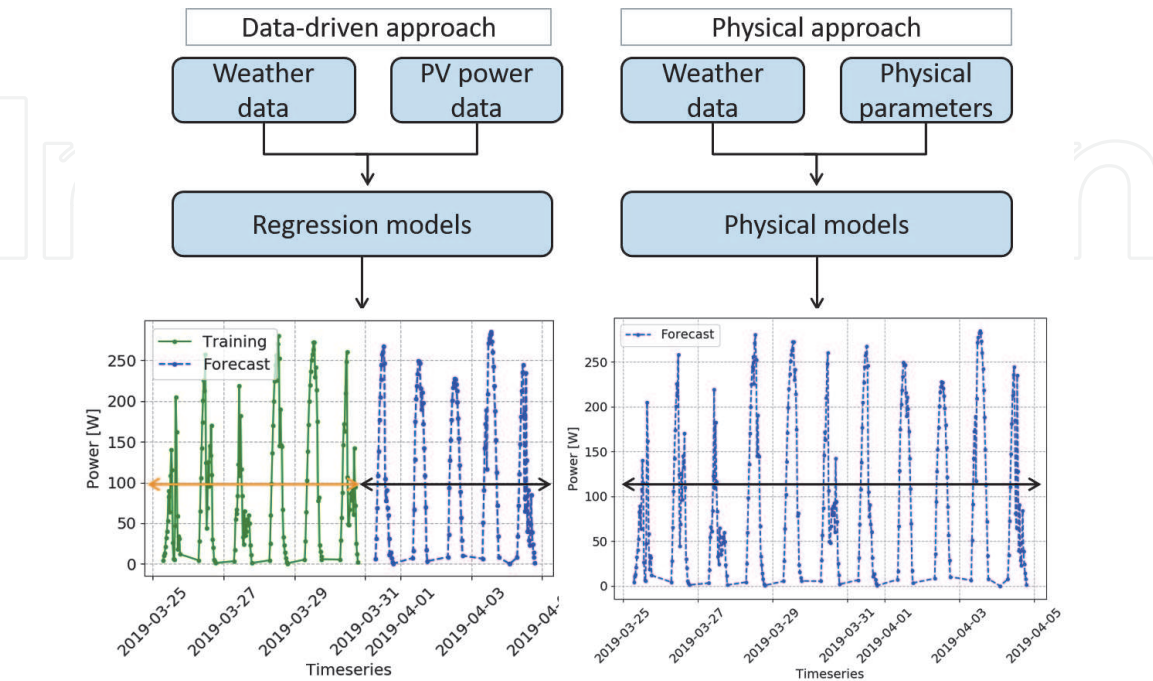 Data-driven approach
Physical approach
Weather
data
PV power
data
Weather
data
Physical
parameters
Regression models
Physical models
Training
Forecast
Power [W]
250
200
150
100
50
0
2019-03-25
2019-03-27
2019-03-29
2019-03-31
2019-04-01
2019-04-03
2019-04-
Timeseries
Forecast
Power [W]
250
200
150
100
50
0
2019-03-25
2019-03-27
2019-03-29
2019-03-31
2019-04-01
2019-04-03
2019-04-05
Timeseries